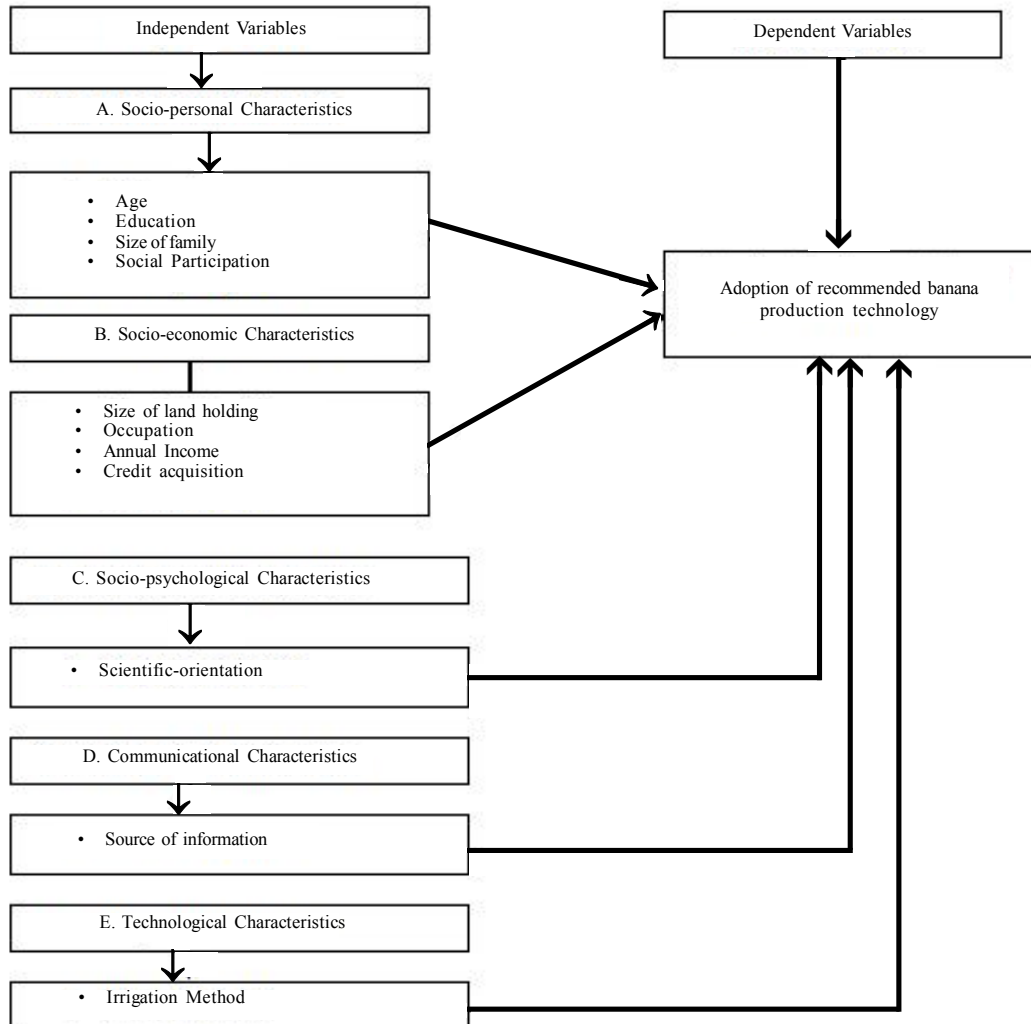 Independent Variables
Dependent Variables
A. Socio-personal Characteristics
• Age
• Education
• Size of family
• Social Participation
Adoption of recommended banana
production technology
B. Socio-economic Characteristics
• Size of land holding
• Occupation
• Annual Income
• Credit acquisition
C. Socio-psychological Characteristics
• Scientific-orientation
D. Communicational Characteristics
• Source of information
E. Technological Characteristics
• Irrigation Method